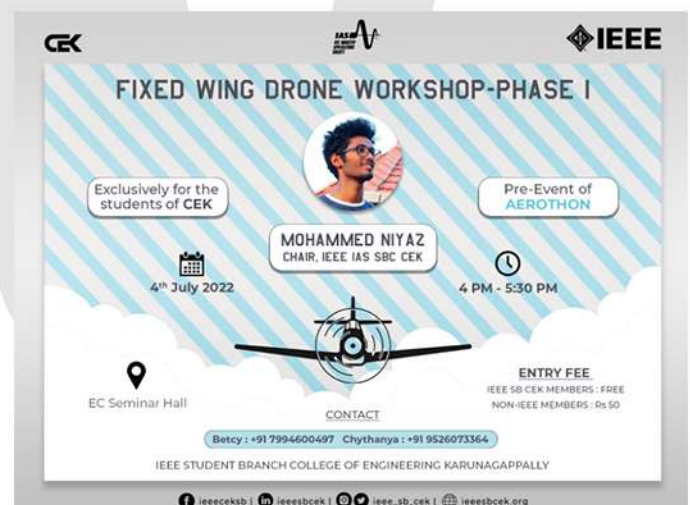 CEK
IAS
IEEE
FIXED WING DRONE WORKSHOP-PHASE I
Exclusively for the
students of CEK
Pre-Event of
AEROTHON
MOHAMMED NIYAZ
CHAIR, IEEE IAS SBC CEK
4th July 2022
4 PM - 5:30 PM
EC Seminar Hall
ENTRY FEE
IEEE SB CEK MEMBERS : FREE
NON-IEEE MEMBERS : Rs 50
CONTACT
Betcy : +91 7994600497 Chythanya : +91 9526073364
IEEE STUDENT BRANCH COLLEGE OF ENGINEERING KARUNAGAPPALLY
ieeeceksb | ieeesbcek | ieee_sb_cek | ieeesbcek.org